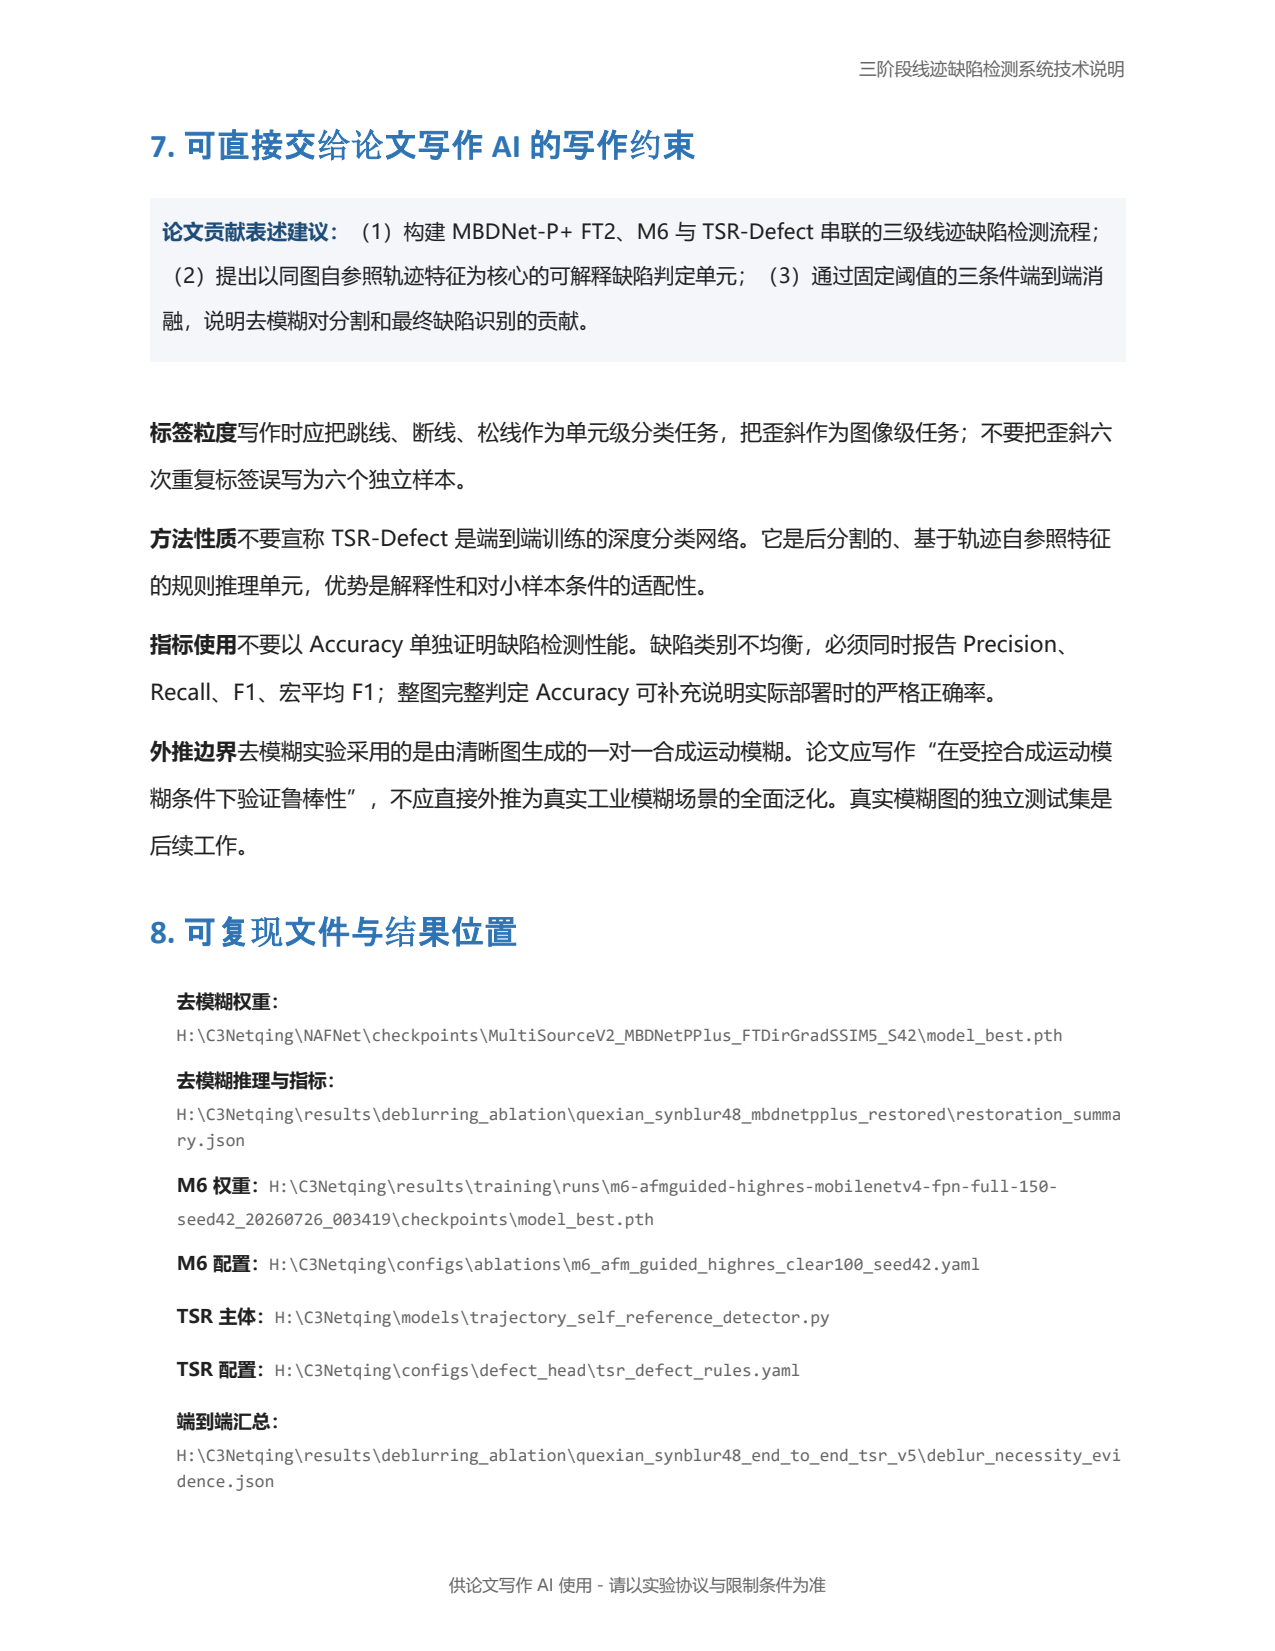 三阶段线迹缺陷检测系统技术说明
7. 可直接交给论文写作 AI 的写作约束
论文贡献表述建议：（1）构建 MBDNet-P+ FT2、M6 与 TSR-Defect 串联的三级线迹缺陷检测流程；
（2）提出以同图自参照轨迹特征为核心的可解释缺陷判定单元；（3）通过固定阈值的三条件端到端消
融，说明去模糊对分割和最终缺陷识别的贡献。
标签粒度写作时应把跳线、断线、松线作为单元级分类任务，把歪斜作为图像级任务；不要把歪斜六
次重复标签误写为六个独立样本。
方法性质不要宣称 TSR-Defect 是端到端训练的深度分类网络。它是后分割的、基于轨迹自参照特征
的规则推理单元，优势是解释性和对小样本条件的适配性。
指标使用不要以 Accuracy 单独证明缺陷检测性能。缺陷类别不均衡，必须同时报告 Precision、
Recall、F1、宏平均 F1；整图完整判定 Accuracy 可补充说明实际部署时的严格正确率。
外推边界去模糊实验采用的是由清晰图生成的一对一合成运动模糊。论文应写作“在受控合成运动模
糊条件下验证鲁棒性”，不应直接外推为真实工业模糊场景的全面泛化。真实模糊图的独立测试集是
后续工作。
8. 可复现文件与结果位置
去模糊权重：
H:\C3Netqing\NAFNet\checkpoints\MultiSourceV2_MBDNetPPlus_FTDirGradSSIM5_S42\model_best.pth
去模糊推理与指标：
H:\C3Netqing\results\deblurring_ablation\quexian_synblur48_mbdnetpplus_restored\restoration_summa
ry.json
M6 权重：H:\C3Netqing\results\training\runs\m6-afmguided-highres-mobilenetv4-fpn-full-150-
seed42_20260726_003419\checkpoints\model_best.pth
M6 配置：H:\C3Netqing\configs\ablations\m6_afm_guided_highres_clear100_seed42.yaml
TSR 主体：H:\C3Netqing\models\trajectory_self_reference_detector.py
TSR 配置：H:\C3Netqing\configs\defect_head\tsr_defect_rules.yaml
端到端汇总：
H:\C3Netqing\results\deblurring_ablation\quexian_synblur48_end_to_end_tsr_v5\deblur_necessity_evi
dence.json
供论文写作 AI 使用 - 请以实验协议与限制条件为准